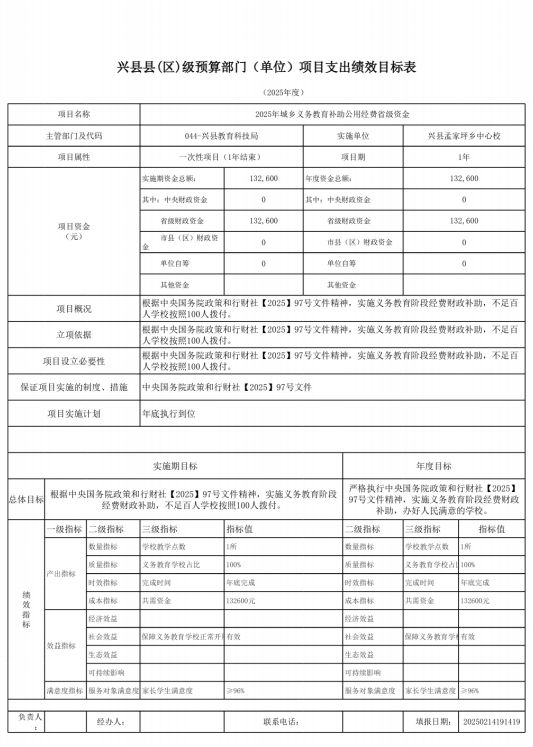 兴县县(区)级预算部门（单位）项目支出绩效目标表
（2025年度）
项目名称 2025年城乡义务教育补助公用经费省级资金
主管部门及代码 044-兴县教育科技局 实施单位 兴县孟家坪乡中心校
项目属性 一次性项目（1年结束） 项目期 1年
项目资金（元） 实施期资金总额: 132,600 年度资金总额: 132,600
其中: 中央财政资金 0 其中: 中央财政资金 0
省级财政资金 132,600 省级财政资金 132,600
市县（区）财政资金 0 市县（区）财政资金 0
单位自筹 0 单位自筹 0
其他资金 其他资金
项目概况 根据中央国务院政策和行财社【2025】97号文件精神，实施义务教育阶段经费财政补助，不足百
人学校按照100人拨付。
立项依据 根据中央国务院政策和行财社【2025】97号文件精神，实施义务教育阶段经费财政补助，不足百
人学校按照100人拨付。
项目设立必要性 根据中央国务院政策和行财社【2025】97号文件精神，实施义务教育阶段经费财政补助，不足百
人学校按照100人拨付。
保证项目实施的制度、措施 中央国务院政策和行财社【2025】97号文件
项目实施计划 年底执行到位
实施期目标 年度目标
总体目标 根据中央国务院政策和行财社【2025】97号文件精神，实施义务教育阶段
经费财政补助，不足百人学校按照100人拨付。
严格执行中央国务院政策和行财社【2025】
97号文件精神，实施义务教育阶段经费财政
补助，办好人民满意的学校。
绩效指标
一级指标 二级指标 三级指标 指标值 二级指标 三级指标 指标值
产出指标 数量指标 学校教学点数 1所 数量指标 学校教学点数 1所
质量指标 义务教育学校占比 100% 质量指标 义务教育学校占比 100%
时效指标 完成时间 年底完成 时效指标 完成时间 年底完成
成本指标 共需资金 132600元 成本指标 共需资金 132600元
效益指标 经济效益 经济效益
社会效益 保障义务教育学校正常开 有效 社会效益 保障义务教育学校 有效
生态效益 生态效益
可持续影响 可持续影响
满意度指标 服务对象满意度 家长学生满意度 ≥96% 服务对象满意度 家长学生满意度 ≥96%
负责人： 经办人： 联系电话： 填报日期： 20250214191419